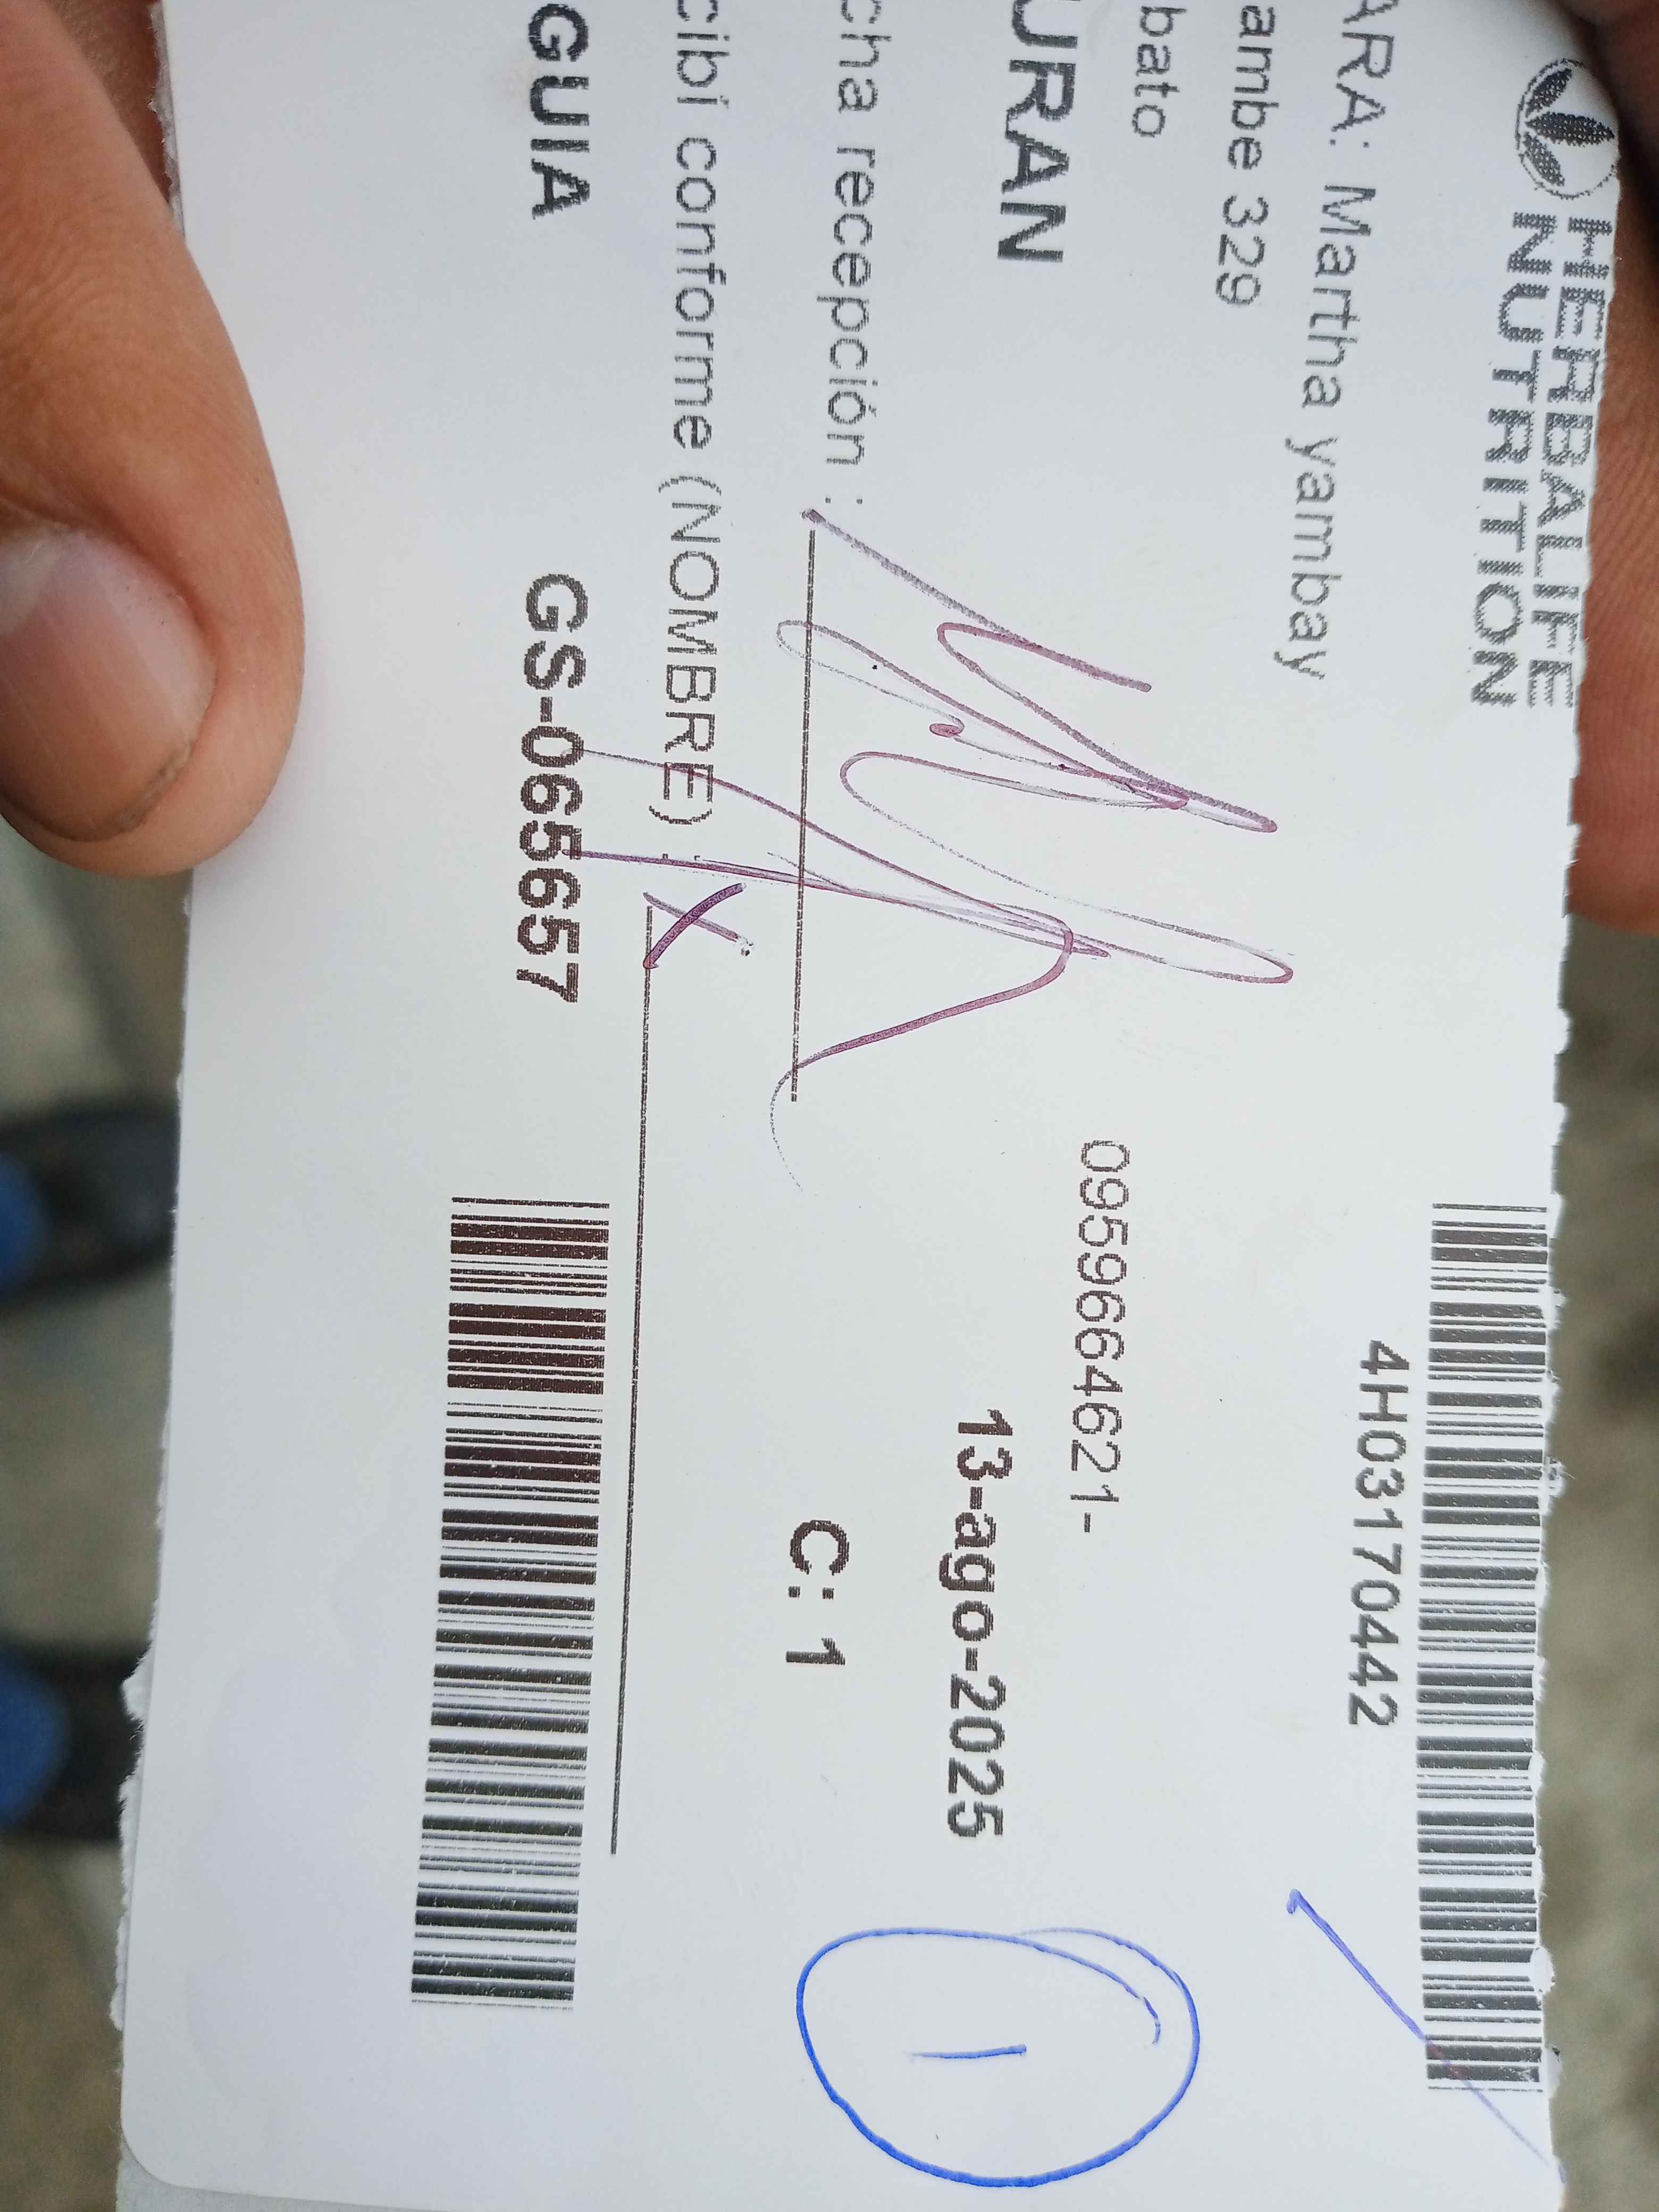 HERBALIFE
NUTRITION
4H03170442
ARA: Martha yambay
ambe 329
bato
0959664621-
URAN
13-ago-2025
cha recepción :
C: 1
cibí conforme (NOMBRE)
X
GUIA
GS-065657
1